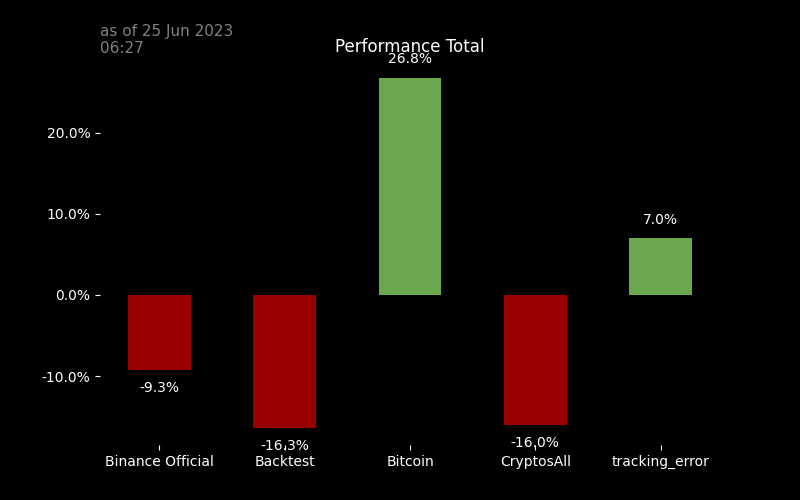 as of 25 Jun 2023
06:27
Performance Total
26.8%
20.0%
10.0%
7.0%
0.0%
-9.3%
-10.0%
-16.3%
-16.0%
Binance Official
Backtest
Bitcoin
CryptosAll
tracking_error